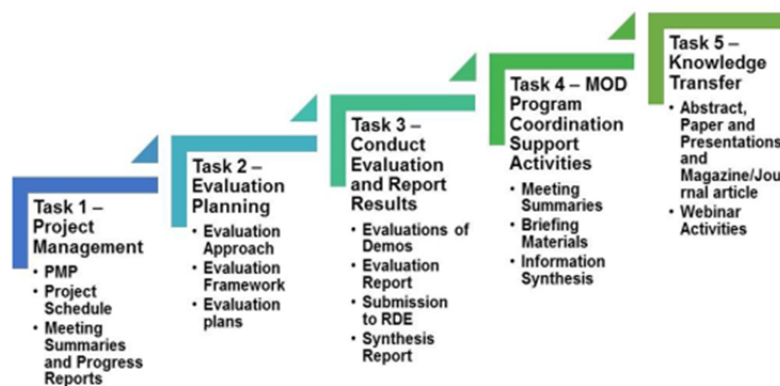 Task 1 –
Project
Management
• PMP
• Project
Schedule
• Meeting
Summaries
and Progress
Reports
Task 2 –
Evaluation
Planning
• Evaluation
Approach
• Evaluation
Framework
• Evaluation
plans
Task 3 –
Conduct
Evaluation
and Report
Results
• Evaluations of
Demos
• Evaluation
Report
• Submission
to RDE
• Synthesis
Report
Task 4 – MOD
Program
Coordination
Support
Activities
• Meeting
Summaries
• Briefing
Materials
• Information
Synthesis
Task 5 –
Knowledge
Transfer
• Abstract,
Paper and
Presentations
and
Magazine/Jou
rnal article
• Webinar
Activities